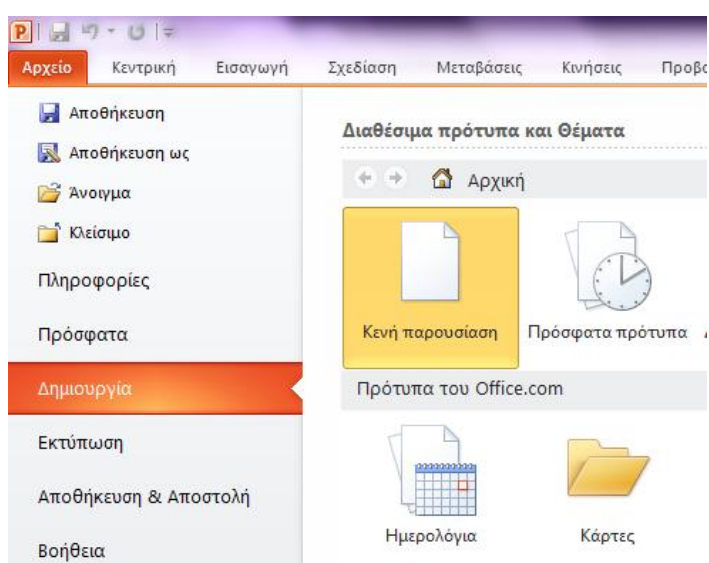 Αρχείο Κεντρική Εισαγωγή Σχεδίαση Μεταβάσεις Κινήσεις
Αποθήκευση
Αποθήκευση ως
Άνοιγμα
Κλείσιμο
Πληροφορίες
Πρόσφατα
Δημιουργία
Εκτύπωση
Αποθήκευση & Αποστολή
Βοήθεια
Διαθέσιμα πρότυπα και Θέματα
Αρχική
Κενή παρουσίαση Πρόσφατα πρότυπα
Πρότυπα του Office.com
Ημερολόγια Κάρτες